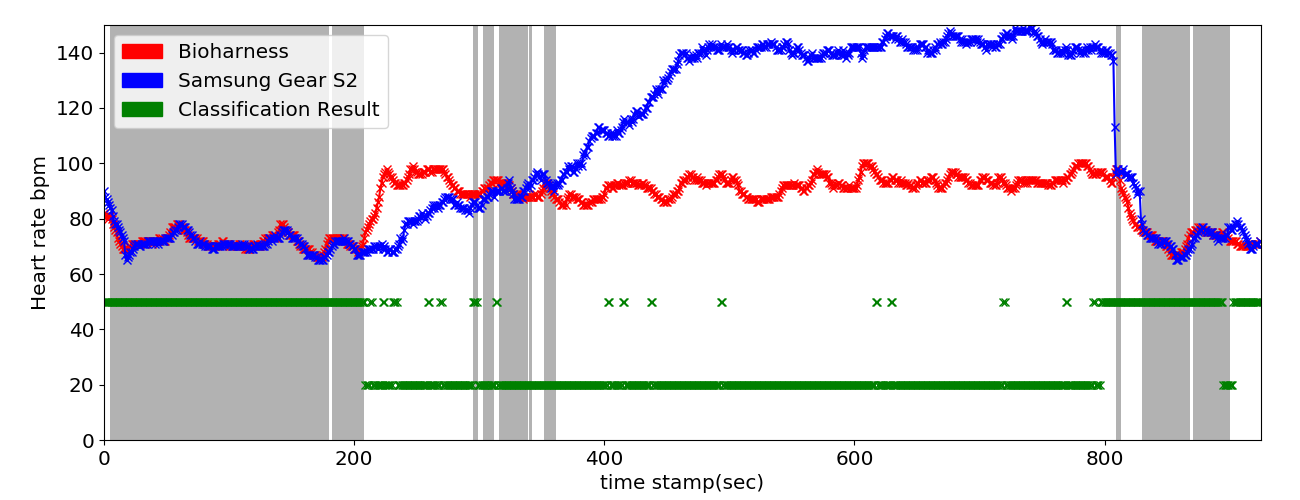 Bioharness
Samsung Gear S2
Classification Result
Heart rate bpm
140
120
100
80
60
40
20
0
0 200 400 600 800
time stamp(sec)